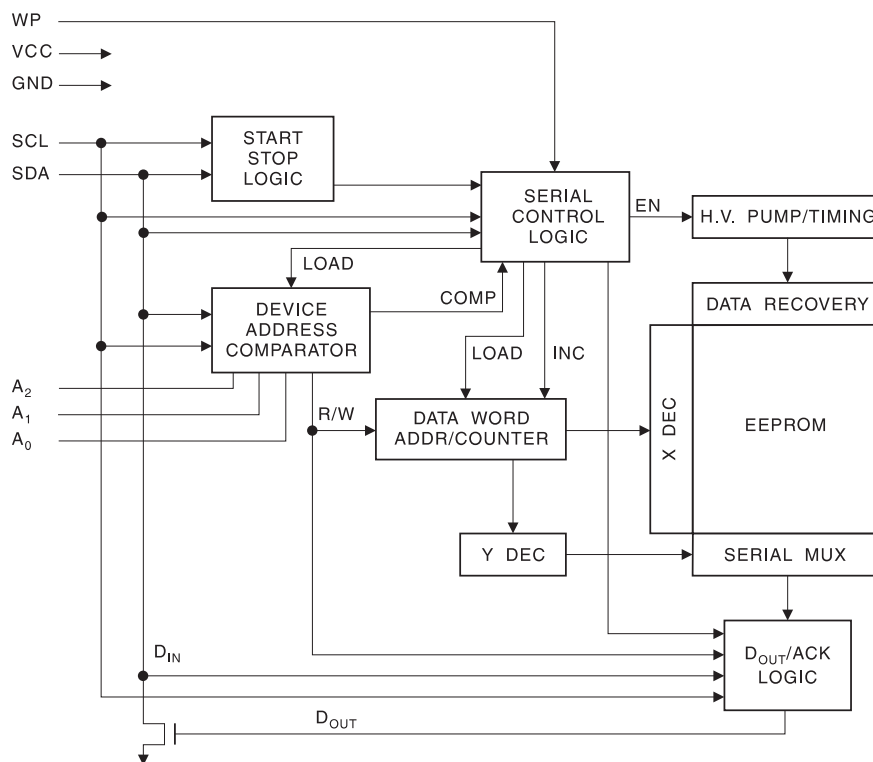 WP
VCC
GND
SCL
SDA
START
STOP
LOGIC
SERIAL
CONTROL
LOGIC
EN
H.V. PUMP/TIMING
LOAD
COMP
DEVICE
ADDRESS
COMPARATOR
DATA RECOVERY
LOAD
INC
A2
A1
A0
R/W
DATA WORD
ADDR/COUNTER
X DEC
EEPROM
Y DEC
SERIAL MUX
DIN
DOUT/ACK
LOGIC
DOUT